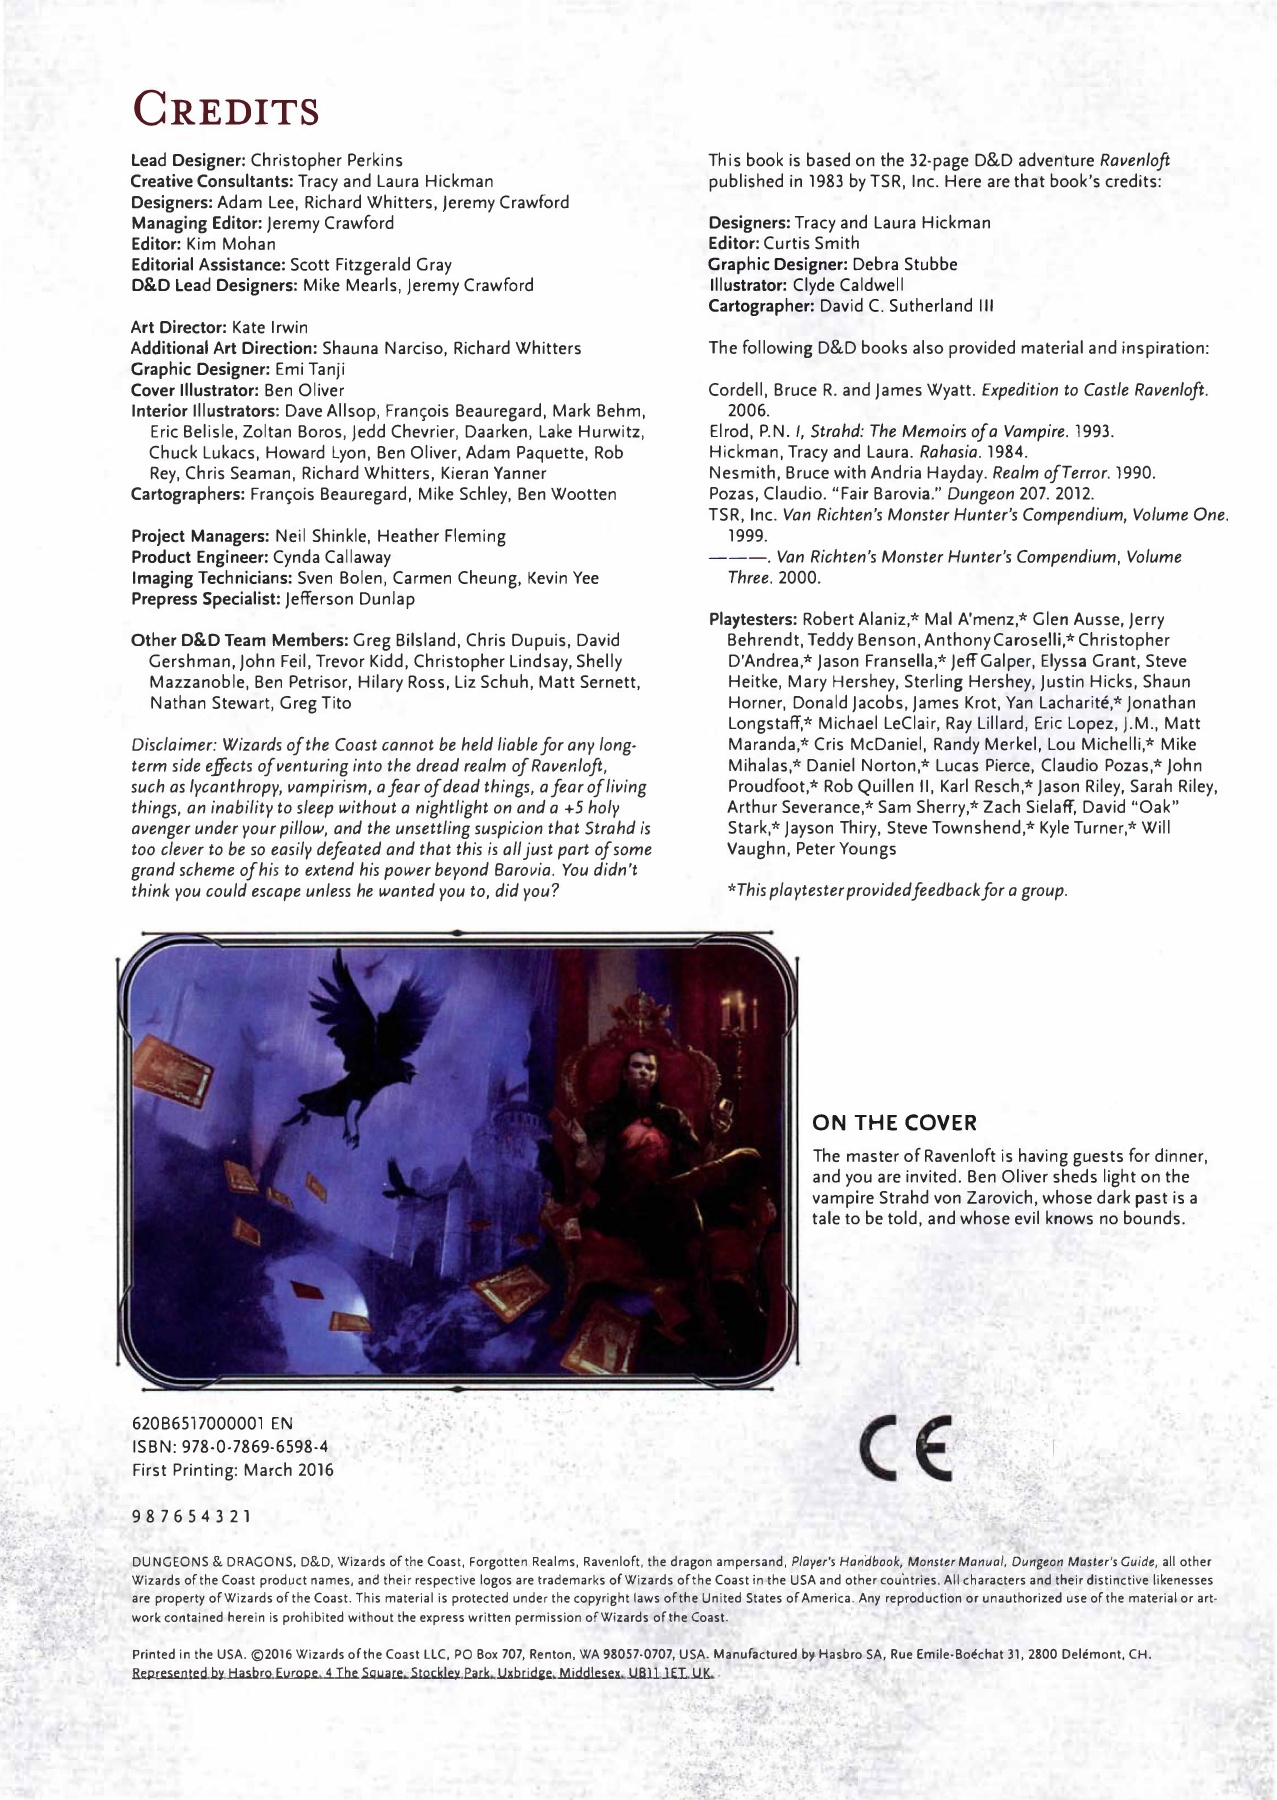 CREDITS
Lead Designer: Christopher Perkins
Creative Consultants: Tracy and Laura Hickman
Designers: Adam Lee, Richard Whitters, Jeremy Crawford
Managing Editor: Jeremy Crawford
Editor: Kim Mohan
Editorial Assistance: Scott Fitzgerald Gray
D&D Lead Designers: Mike Mearls, Jeremy Crawford
Art Director: Kate Irwin
Additional Art Direction: Shauna Narciso, Richard Whitters
Graphic Designer: Emi Tanji
Cover Illustrator: Ben Oliver
Interior Illustrators: Dave Allsop, François Beauregard, Mark Behm,
Eric Belisle, Zoltan Boros, Jedd Chevrier, Daarken, Lake Hurwitz,
Chuck Lukacs, Howard Lyon, Ben Oliver, Adam Paquette, Rob
Rey, Chris Seaman, Richard Whitters, Kieran Yanner
Cartographers: François Beauregard, Mike Schley, Ben Wootten
Project Managers: Neil Shinkle, Heather Fleming
Product Engineer: Cynda Callaway
Imaging Technicians: Sven Bolen, Carmen Cheung, Kevin Yee
Prepress Specialist: Jefferson Dunlap
Other D&D Team Members: Greg Bilsland, Chris Dupuis, David
Gershman, John Feil, Trevor Kidd, Christopher Lindsay, Shelly
Mazzanoble, Ben Petrisor, Hilary Ross, Liz Schuh, Matt Sernett,
Nathan Stewart, Greg Tito
Disclaimer: Wizards of the Coast cannot be held liable for any long-
term side effects of venturing into the dread realm of Ravenloft,
such as lycanthropy, vampirism, a fear of dead things, a fear of living
things, an inability to sleep without a nightlight on and a +5 holy
avenger under your pillow, and the unsettling suspicion that Strahd is
too clever to be so easily defeated and that this is all just part of some
grand scheme of his to extend his power beyond Barovia. You didn't
think you could escape unless he wanted you to, did you?
This book is based on the 32-page D&D adventure Ravenloft
published in 1983 by TSR, Inc. Here are that book's credits:
Designers: Tracy and Laura Hickman
Editor: Curtis Smith
Graphic Designer: Debra Stubbe
Illustrator: Clyde Caldwell
Cartographer: David C. Sutherland III
The following D&D books also provided material and inspiration:
Cordell, Bruce R. and James Wyatt. Expedition to Castle Ravenloft.
2006.
Elrod, P.N. I, Strahd: The Memoirs of a Vampire. 1993.
Hickman, Tracy and Laura. Rahasia. 1984.
Nesmith, Bruce with Andria Hayday. Realm of Terror. 1990.
Pozas, Claudio. "Fair Barovia." Dungeon 207. 2012.
TSR, Inc. Van Richten's Monster Hunter's Compendium, Volume One.
1999.
———. Van Richten's Monster Hunter's Compendium, Volume
Three. 2000.
Playtesters: Robert Alaniz,* Mal A'menz,* Glen Ausse, Jerry
Behrendt, Teddy Benson, Anthony Caroselli,* Christopher
D'Andrea,* Jason Fransella,* Jeff Galper, Elyssa Grant, Steve
Heitke, Mary Hershey, Sterling Hershey, Justin Hicks, Shaun
Horner, Donald Jacobs, James Krot, Yan Lacharité,* Jonathan
Longstaff,* Michael LeClair, Ray Lillard, Eric Lopez, J.M., Matt
Maranda,* Cris McDaniel, Randy Merkel, Lou Michelli,* Mike
Mihalas,* Daniel Norton,* Lucas Pierce, Claudio Pozas,* John
Proudfoot,* Rob Quillen II, Karl Resch,* Jason Riley, Sarah Riley,
Arthur Severance,* Sam Sherry,* Zach Sielaff, David "Oak"
Stark,* Jayson Thiry, Steve Townshend,* Kyle Turner,* Will
Vaughn, Peter Youngs
*This playtester provided feedback for a group.
ON THE COVER
The master of Ravenloft is having guests for dinner,
and you are invited. Ben Oliver sheds light on the
vampire Strahd von Zarovich, whose dark past is a
tale to be told, and whose evil knows no bounds.
620B6517000001 EN
ISBN: 978-0-7869-6598-4
First Printing: March 2016
CE
9 8 7 6 5 4 3 2 1
DUNGEONS & DRAGONS, D&D, Wizards of the Coast, Forgotten Realms, Ravenloft, the dragon ampersand, Player's Handbook, Monster Manual, Dungeon Master's Guide, all other
Wizards of the Coast product names, and their respective logos are trademarks of Wizards of the Coast in the USA and other countries. All characters and their distinctive likenesses
are property of Wizards of the Coast. This material is protected under the copyright laws of the United States of America. Any reproduction or unauthorized use of the material or art-
work contained herein is prohibited without the express written permission of Wizards of the Coast.
Printed in the USA. ©2016 Wizards of the Coast LLC, PO Box 707, Renton, WA 98057-0707, USA. Manufactured by Hasbro SA, Rue Emile-Boéchat 31, 2800 Delémont, CH.
Represented by Hasbro Europe, 4 The Square, Stockley Park, Uxbridge, Middlesex, UB11 1ET, UK.